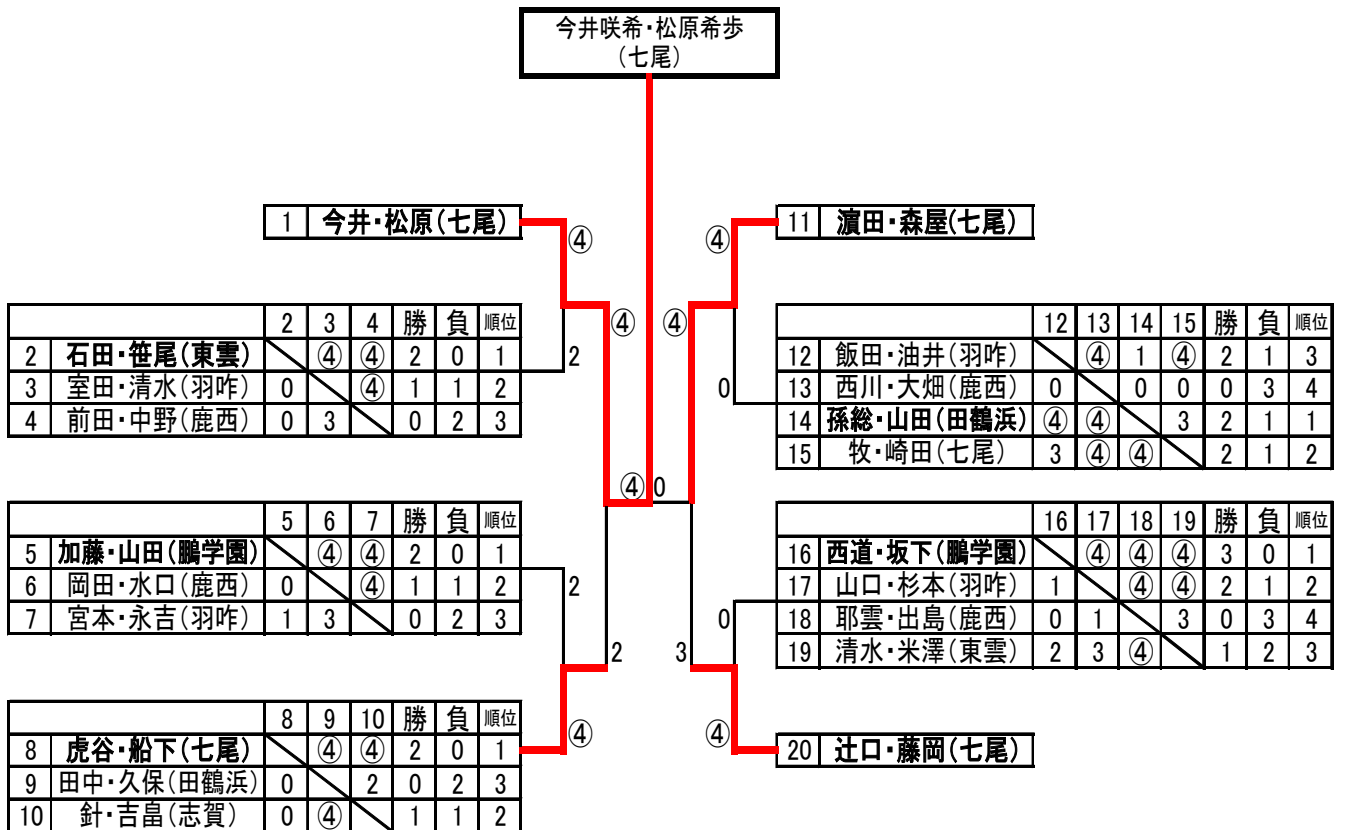 今井咲希・松原希歩
(七尾)
1 今井・松原(七尾)
④
④
11 濵田・森屋(七尾)
④
④
2 3 4 勝 負 順位
2 石田・笹尾(東雲) ④ ④ 2 0 1
3 室田・清水(羽咋) 0 ④ 1 1 2
4 前田・中野(鹿西) 0 3 0 2 3
2
0
12 13 14 15 勝 負 順位
12 飯田・油井(羽咋) ④ 1 ④ 2 1 3
13 西川・大畑(鹿西) 0 0 0 0 3 4
14 孫総・山田(田鶴浜) ④ ④ 3 2 1 1
15 牧・崎田(七尾) 3 ④ ④ 2 1 2
④ 0
5 6 7 勝 負 順位
5 加藤・山田(鵬学園) ④ ④ 2 0 1
6 岡田・水口(鹿西) 0 ④ 1 1 2
7 宮本・永吉(羽咋) 1 3 0 2 3
2
0
16 17 18 19 勝 負 順位
16 西道・坂下(鵬学園) ④ ④ ④ 3 0 1
17 山口・杉本(羽咋) 1 ④ ④ 2 1 2
18 耶雲・出島(鹿西) 0 1 3 0 3 4
19 清水・米澤(東雲) 2 3 ④ 1 2 3
2
3
8 9 10 勝 負 順位
8 虎谷・船下(七尾) ④ ④ 2 0 1
9 田中・久保(田鶴浜) 0 2 0 2 3
10 針・吉畠(志賀) 0 ④ 1 1 2
④
④
20 辻口・藤岡(七尾)